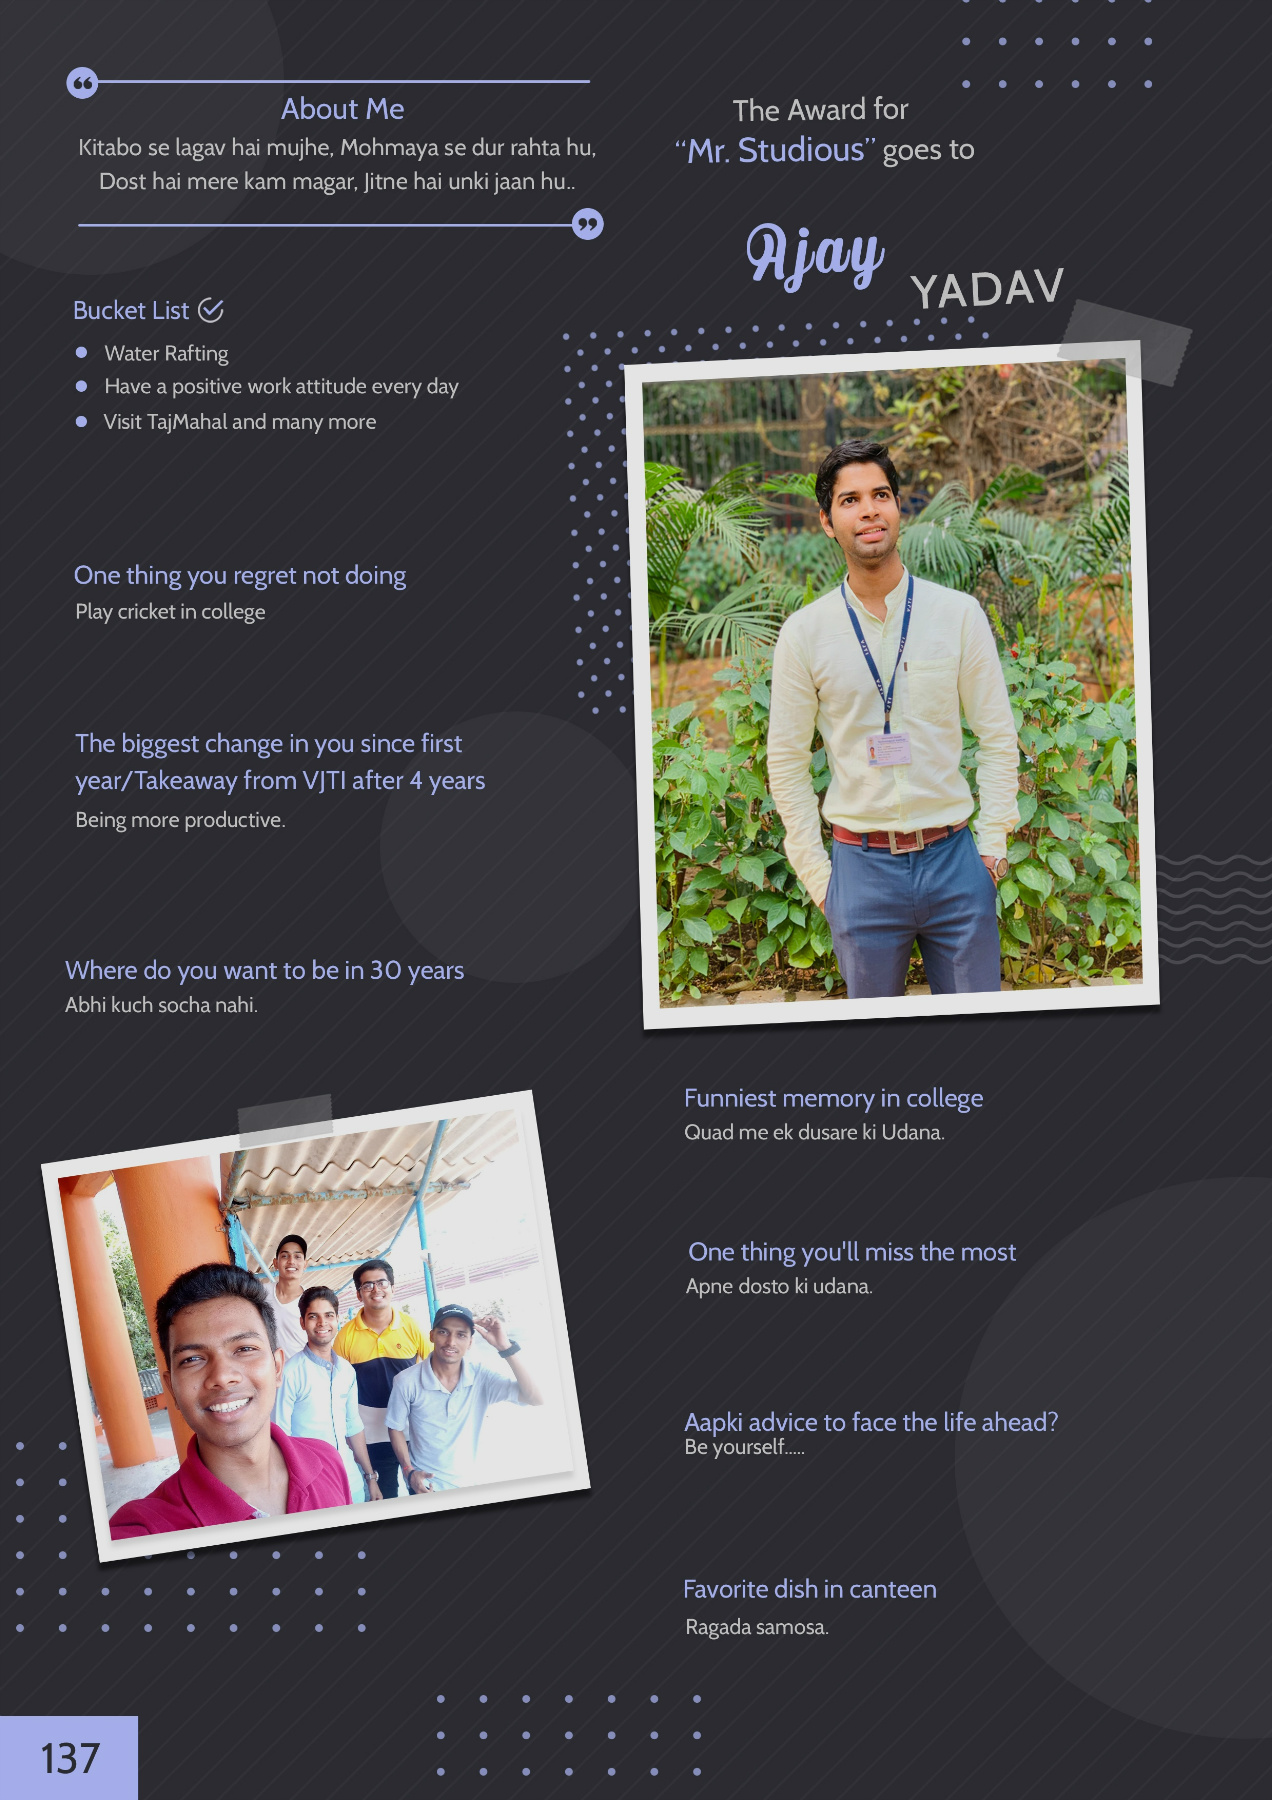 About Me
Kitabo se lagav hai mujhe, Mohmaya se dur rahta hu,
Dost hai mere kam magar, Jitne hai unki jaan hu..
Bucket List
Water Rafting
Have a positive work attitude every day
Visit TajMahal and many more
One thing you regret not doing
Play cricket in college
The biggest change in you since first
year/Takeaway from VJTI after 4 years
Being more productive.
Where do you want to be in 30 years
Abhi kuch socha nahi.
The Award for
“Mr. Studious” goes to
Ajay
YADAV
Funniest memory in college
Quad me ek dusare ki Udana.
One thing you'll miss the most
Apne dosto ki udana.
Aapki advice to face the life ahead?
Be yourself.....
Favorite dish in canteen
Ragada samosa.
137